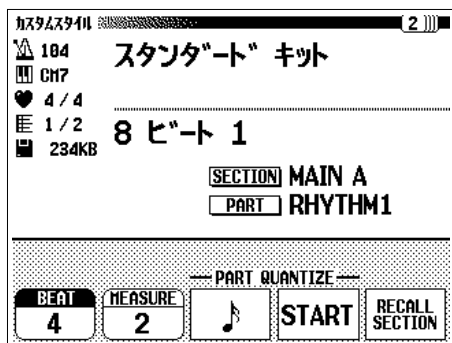 カスタムスタイル
2
104
スタンダード キット
CM7
4 / 4
1 / 2
8 ビート 1
234KB
SECTION MAIN A
PART RHYTHM1
PART QUANTIZE
BEAT
4
MEASURE
2
START
RECALL
SECTION